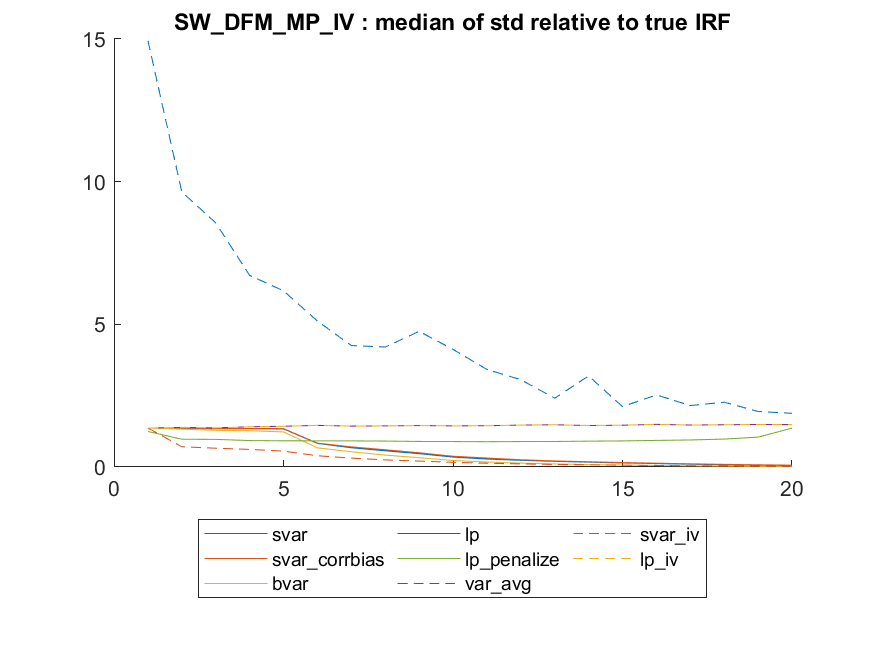 SW_DFM_MP_IV : median of std relative to true IRF
15
10
5
0
0 5 10 15 20
svar lp svar_iv
svar_corrbias lp_penalize lp_iv
bvar var_avg